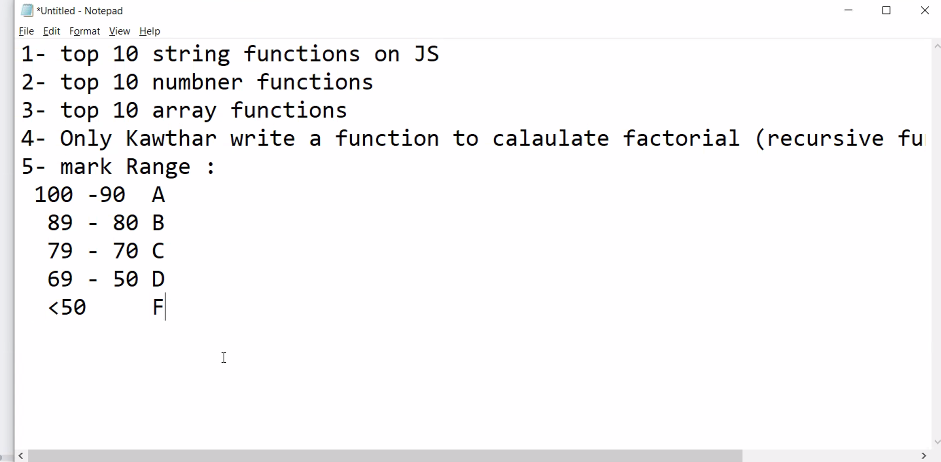 *Untitled - Notepad
File Edit Format View Help
1- top 10 string functions on JS
2- top 10 numbner functions
3- top 10 array functions
4- Only Kawthar write a function to calaulate factorial (recursive
5- mark Range :
100 -90 A
89 - 80 B
79 - 70 C
69 - 50 D
<50 F